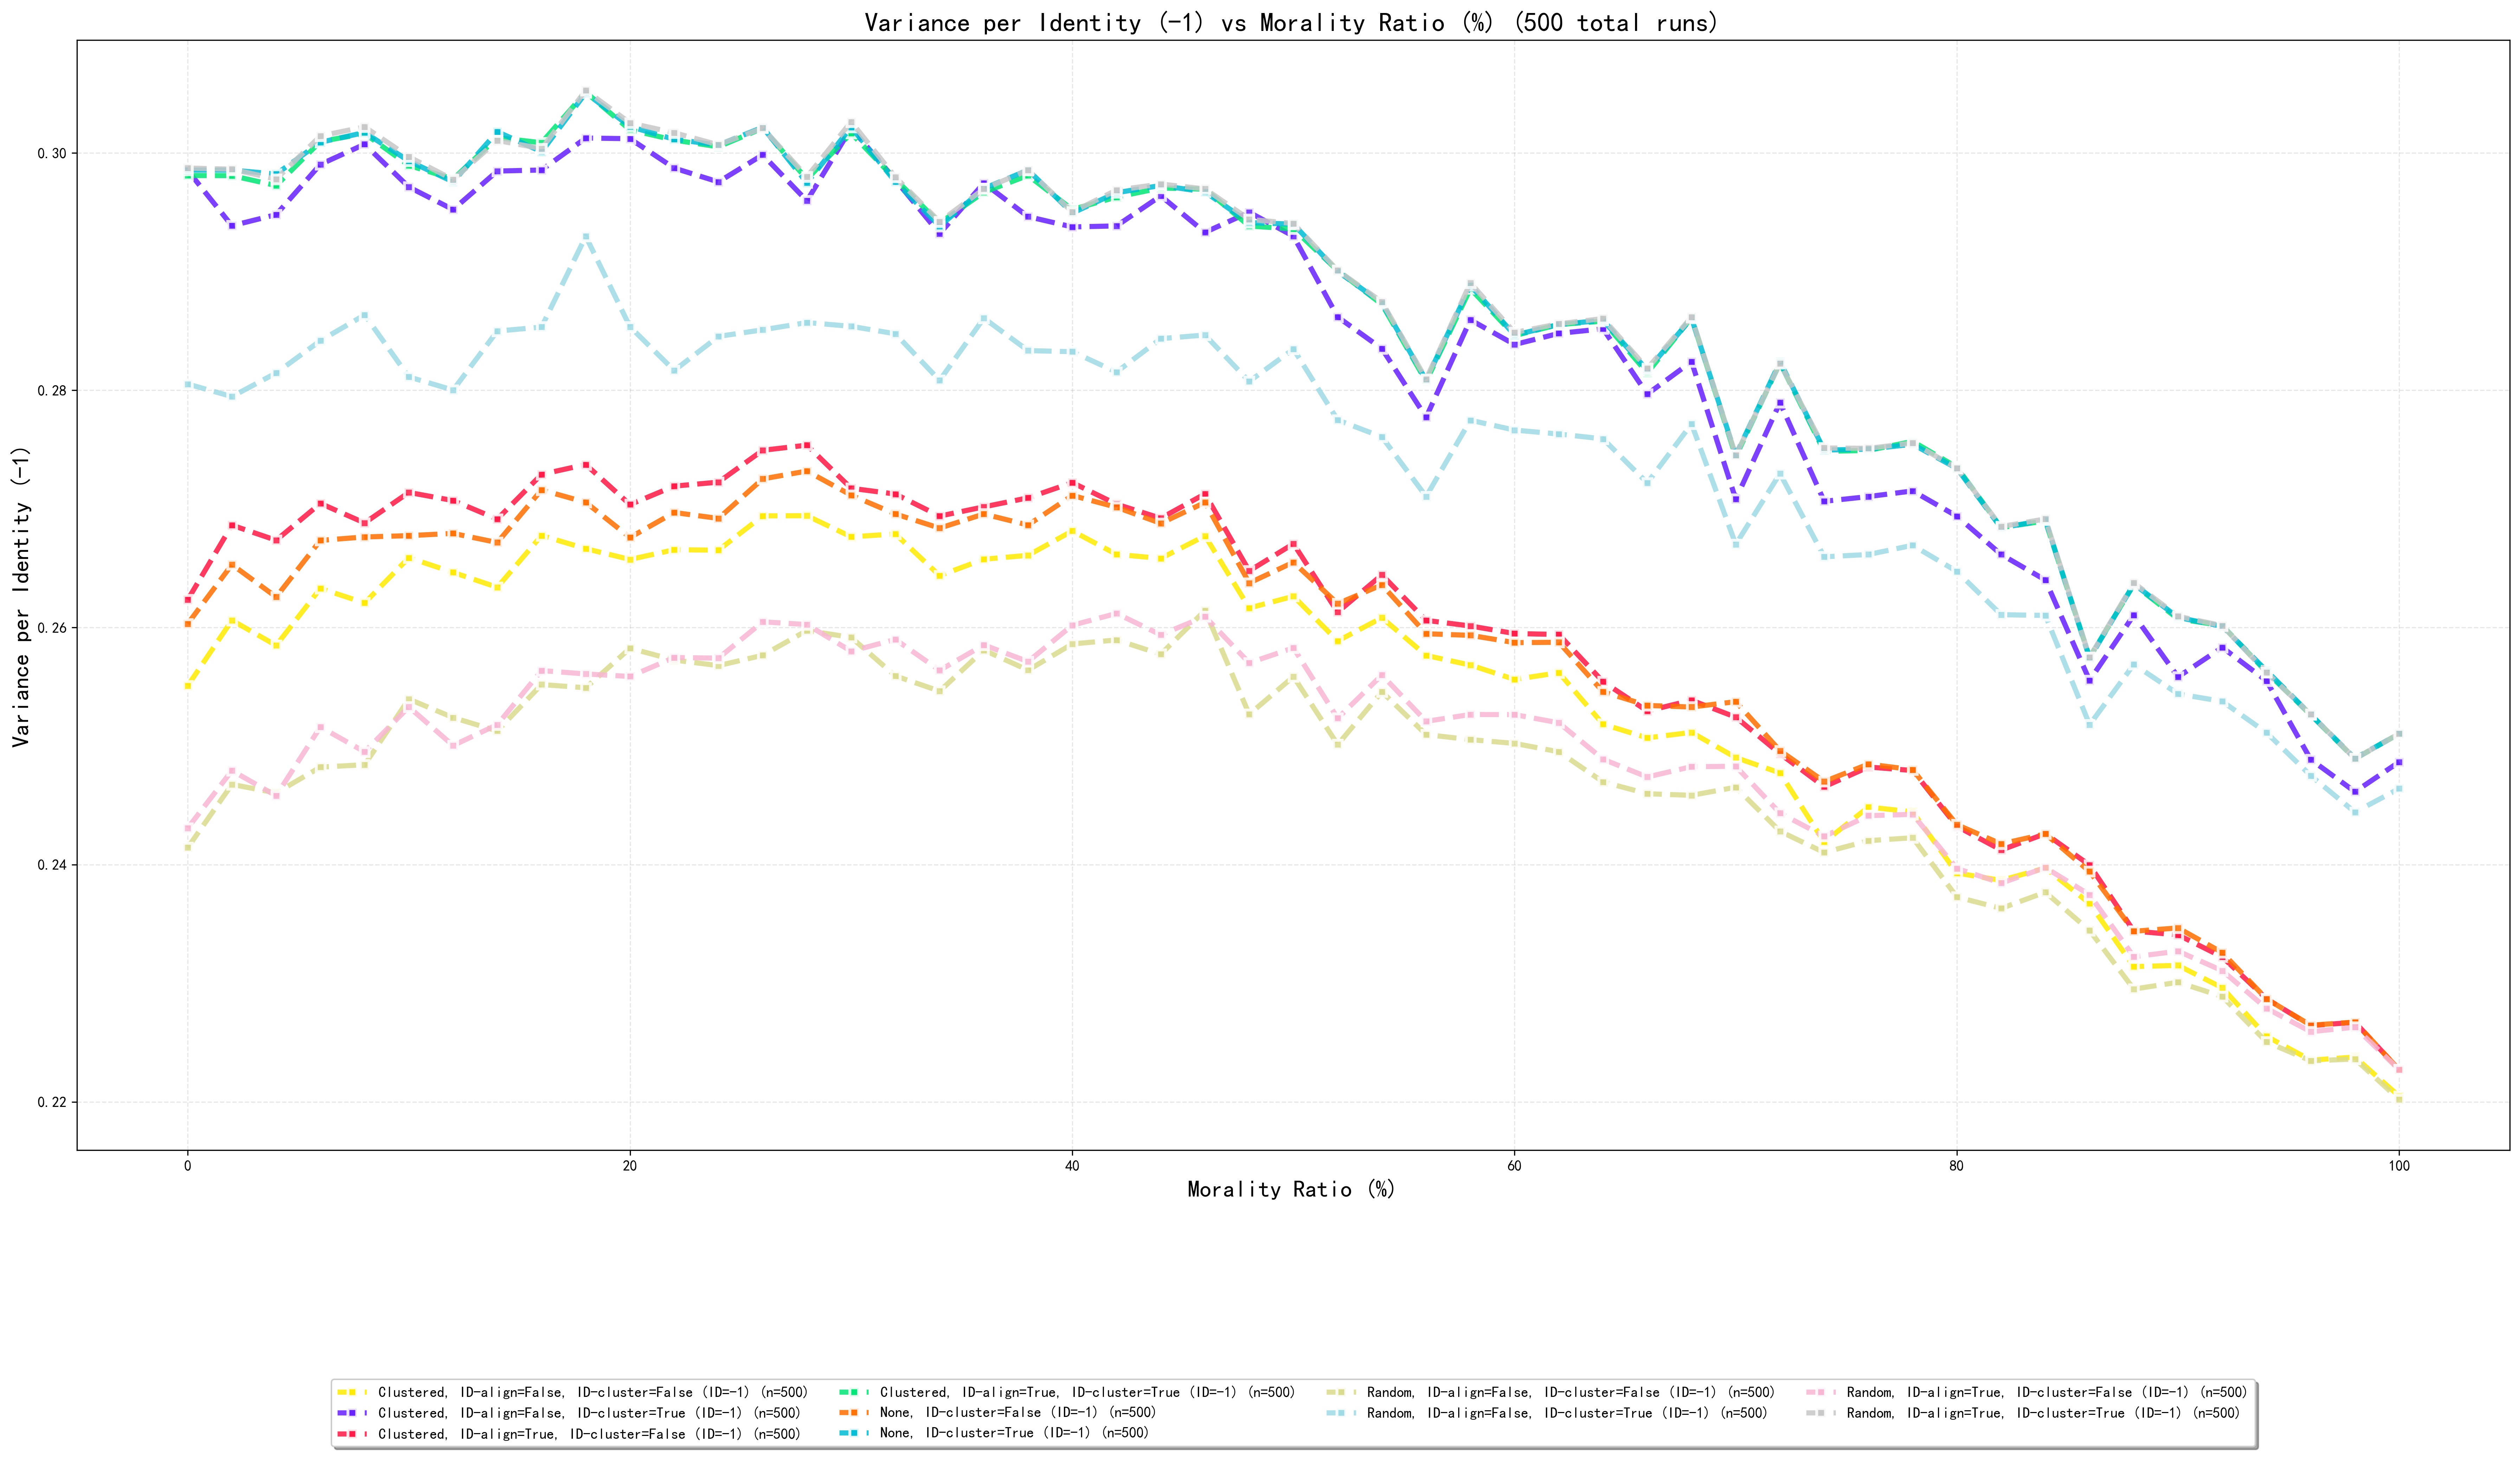 Variance per Identity (-1) vs Morality Ratio (%) (500 total runs)
Variance per Identity (-1)
0.30
0.28
0.26
0.24
0.22
0
20
40
60
80
100
Morality Ratio (%)
Clustered, ID-align=False, ID-cluster=False (ID=-1) (n=500)
Clustered, ID-align=False, ID-cluster=True (ID=-1) (n=500)
Clustered, ID-align=True, ID-cluster=False (ID=-1) (n=500)
Clustered, ID-align=True, ID-cluster=True (ID=-1) (n=500)
None, ID-cluster=False (ID=-1) (n=500)
None, ID-cluster=True (ID=-1) (n=500)
Random, ID-align=False, ID-cluster=False (ID=-1) (n=500)
Random, ID-align=False, ID-cluster=True (ID=-1) (n=500)
Random, ID-align=True, ID-cluster=False (ID=-1) (n=500)
Random, ID-align=True, ID-cluster=True (ID=-1) (n=500)